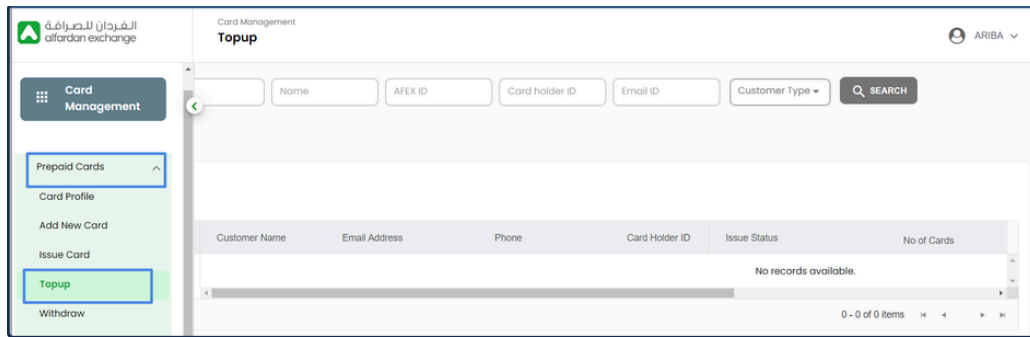 الفردان للصرافة
alfardan exchange
Card Management
Topup
ARIBA
Card
Management
Name
AFEX ID
Card holder ID
Email ID
Customer Type
SEARCH
Prepaid Cards
Card Profile
Add New Card
Issue Card
Topup
Withdraw
Customer Name
Email Address
Phone
Card Holder ID
Issue Status
No of Cards
No records available.
0 - 0 of 0 items